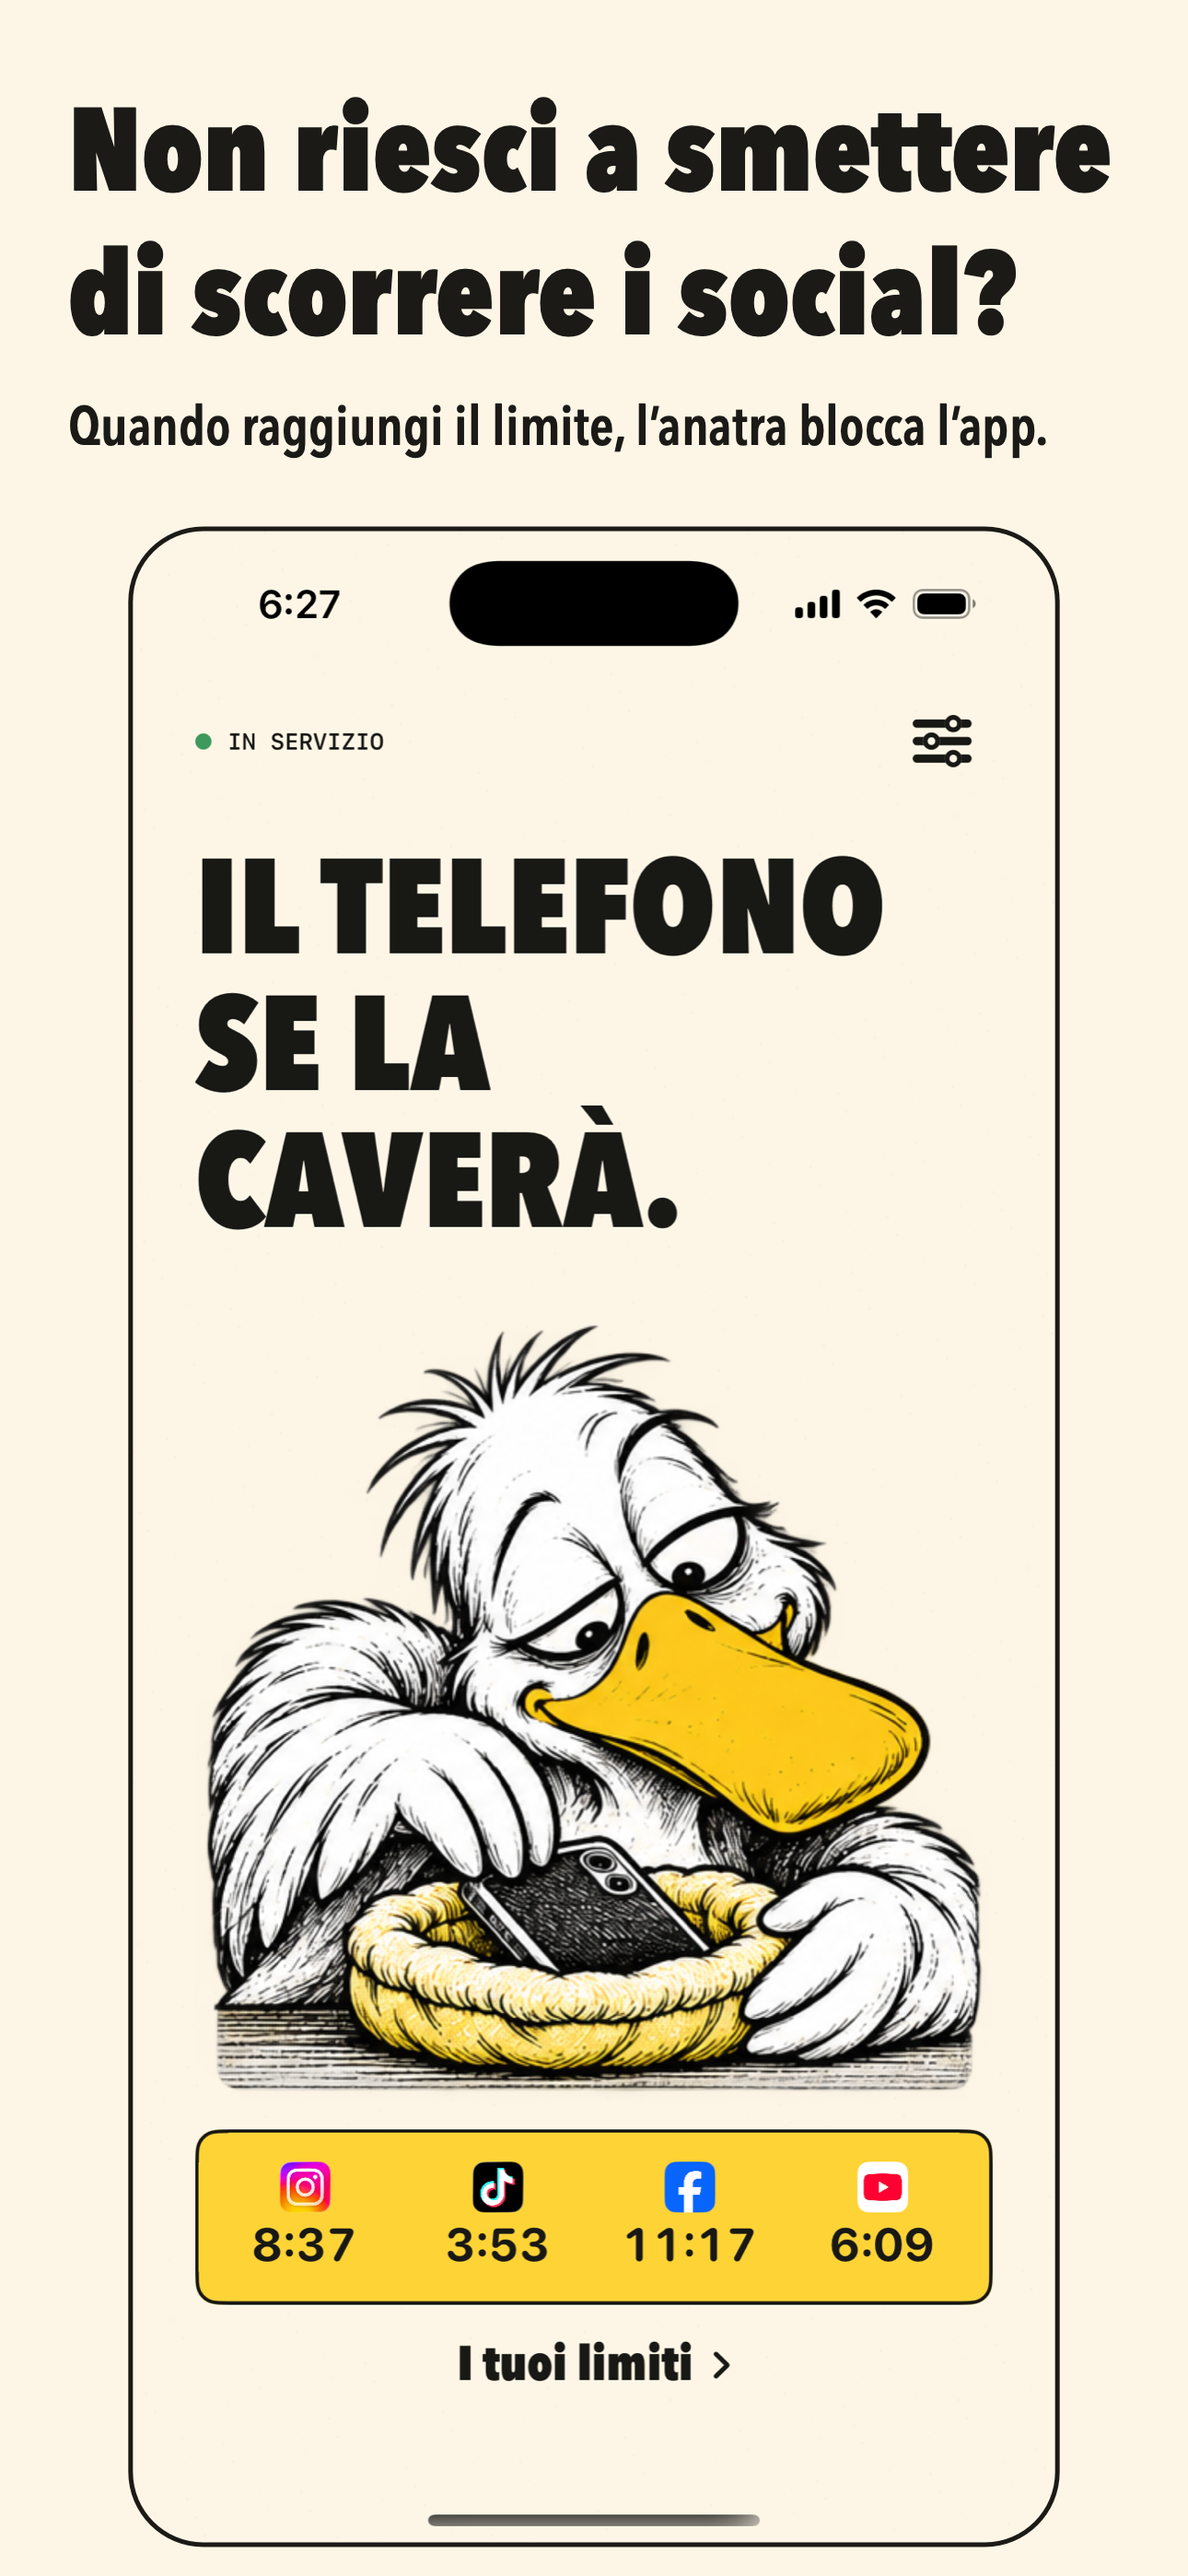 Non riesci a smettere
di scorrere i social?
Quando raggiungi il limite, l’anatra blocca l’app.
6:27
IN SERVIZIO
IL TELEFONO
SE LA
CAVERÀ.
8:37 3:53 11:17 6:09
I tuoi limiti